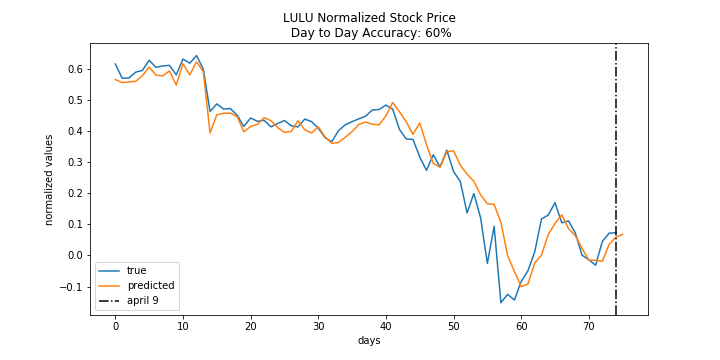 LULU Normalized Stock Price
Day to Day Accuracy: 60%
normalized values
0.6
0.5
0.4
0.3
0.2
0.1
0.0
−0.1
true
predicted
april 9
0 10 20 30 40 50 60 70
days